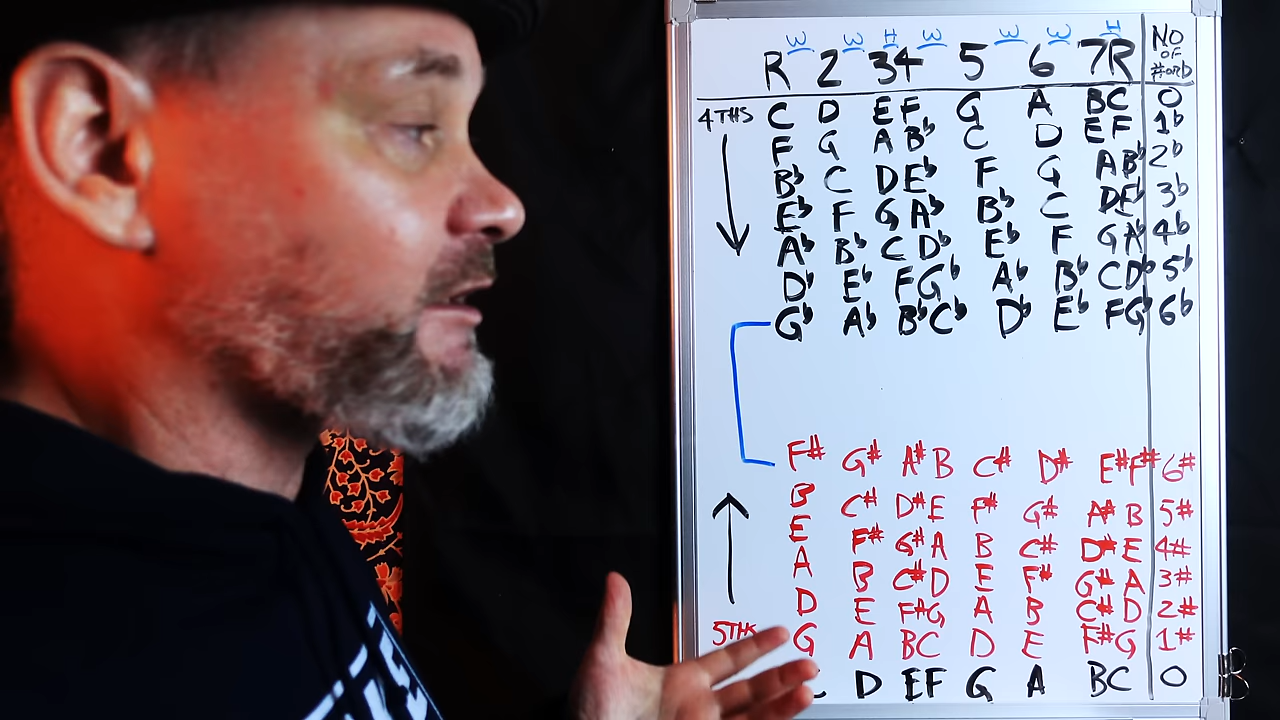 W W H W W W H
R 2 3 4 5 6 7 R NO OF # OR b
4THS C D E F G A B C 0
F G A B♭ C D E F 1♭
B♭ C D E♭ F G A B♭ 2♭
E♭ F G A♭ B♭ C D E♭ 3♭
A♭ B♭ C D♭ E♭ F G A♭ 4♭
D♭ E♭ F G♭ A♭ B♭ C D♭ 5♭
G♭ A♭ B♭ C♭ D♭ E♭ F G♭ 6♭
F# G# A# B C# D# E# F# 6#
B C# D# E F# G# A# B 5#
E F# G# A B C# D# E 4#
A B C# D E F# G# A 3#
D E F# G A B C# D 2#
5THS G A B C D E F# G 1#
D E F G A B C 0